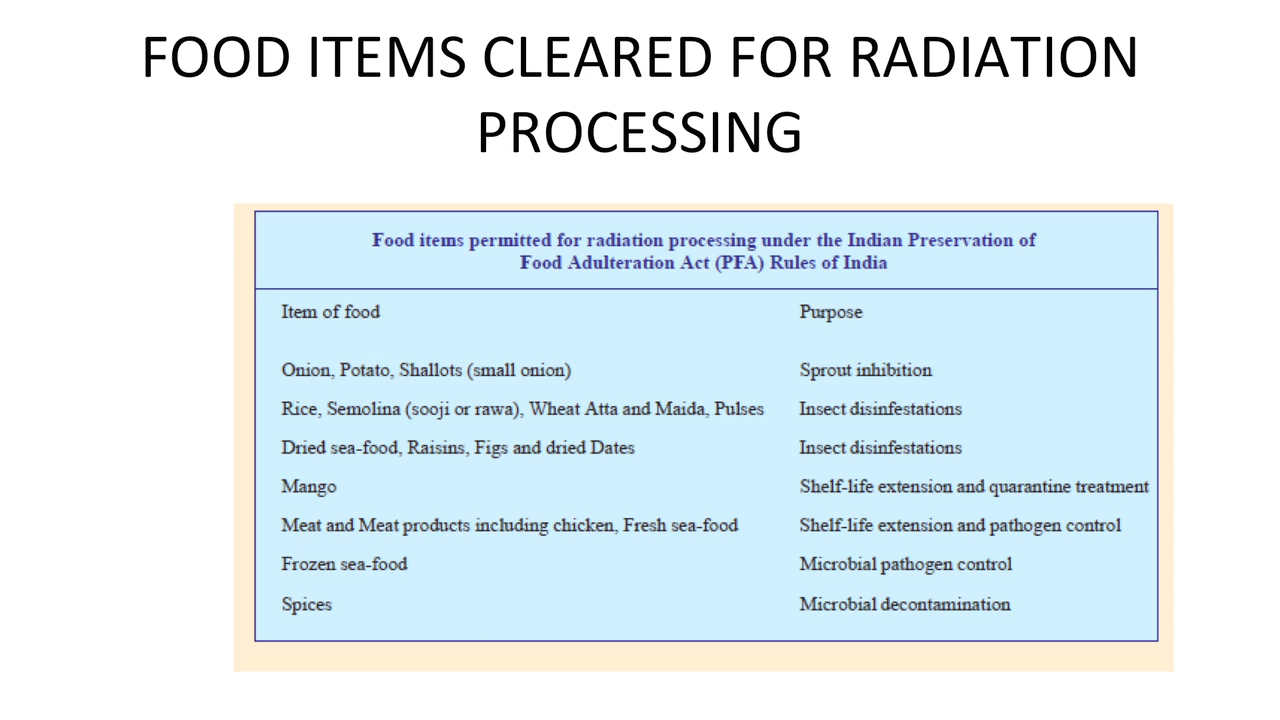 FOOD ITEMS CLEARED FOR RADIATION
PROCESSING
Food items permitted for radiation processing under the Indian Preservation of
Food Adulteration Act (PFA) Rules of India
Item of food Purpose
Onion, Potato, Shallots (small onion) Sprout inhibition
Rice, Semolina (sooji or rawa), Wheat Atta and Maida, Pulses Insect disinfestations
Dried sea-food, Raisins, Figs and dried Dates Insect disinfestations
Mango Shelf-life extension and quarantine treatment
Meat and Meat products including chicken, Fresh sea-food Shelf-life extension and pathogen control
Frozen sea-food Microbial pathogen control
Spices Microbial decontamination